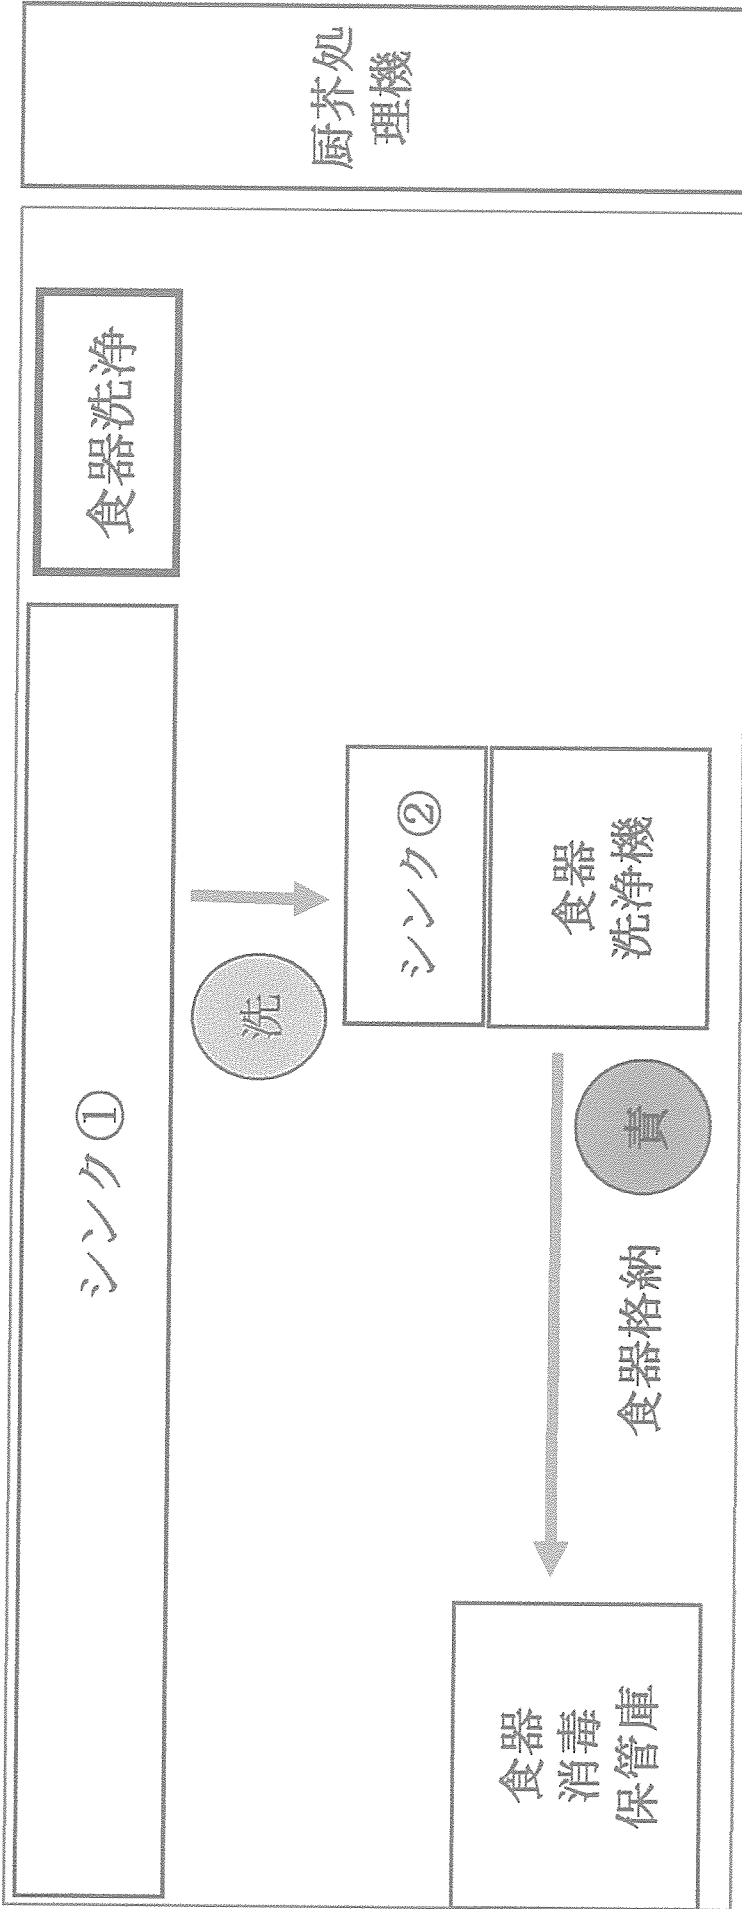 厨芥処
理機
食器洗浄
シンク①
洗
シンク②
食器
洗浄機
責
食器格納
食器
消毒
保管庫